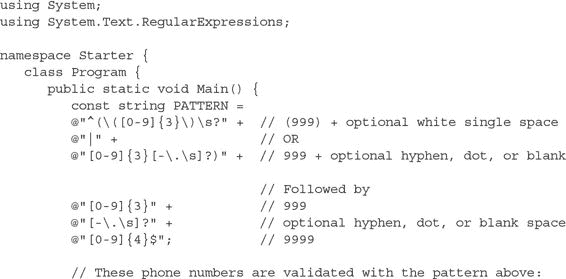 using System;
using System.Text.RegularExpressions;
namespace Starter {
class Program {
public static void Main() {
const string PATTERN =
@"^(\([0-9]{3}\)\s?" + // (999) + optional white single space
@"|" + // OR
@"[0-9]{3}[-\.\s]?)" + // 999 + optional hyphen, dot, or blank
// Followed by
@"[0-9]{3}" + // 999
@"[-\.\s]?" + // optional hyphen, dot, or blank space
@"[0-9]{4}$"; // 9999
// These phone numbers are validated with the pattern above: